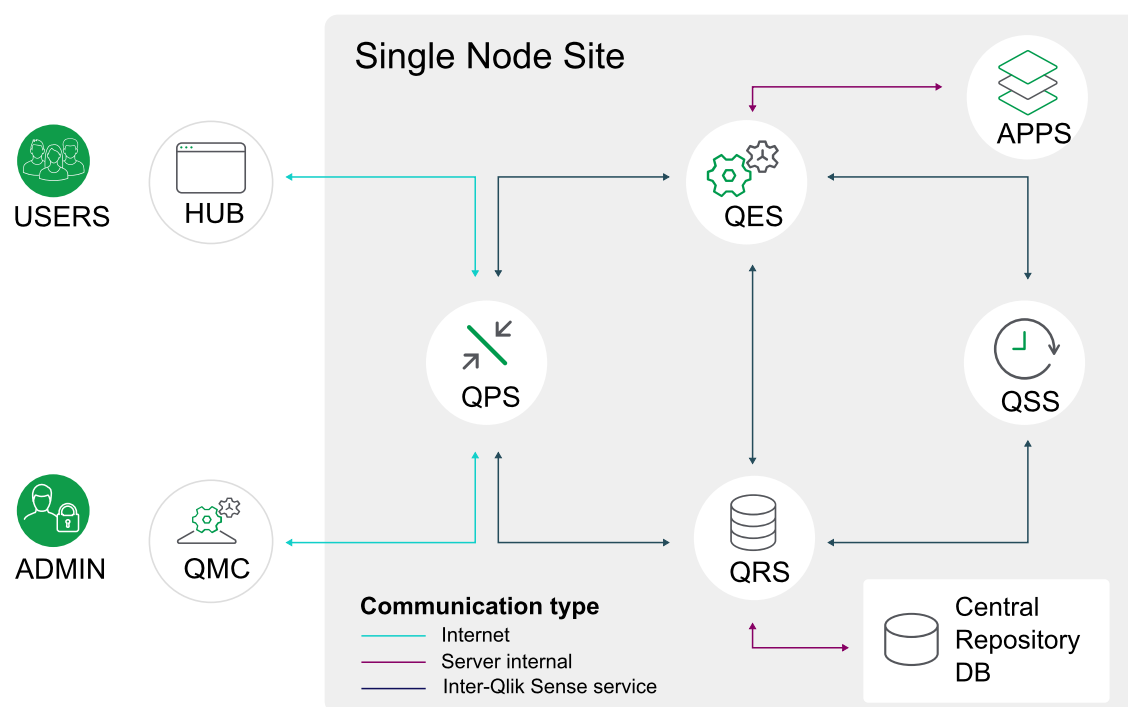 Single Node Site
APPS
USERS
HUB
QES
QPS
QSS
ADMIN
QMC
QRS
Communication type
Internet
Server internal
Inter-Qlik Sense service
Central
Repository
DB